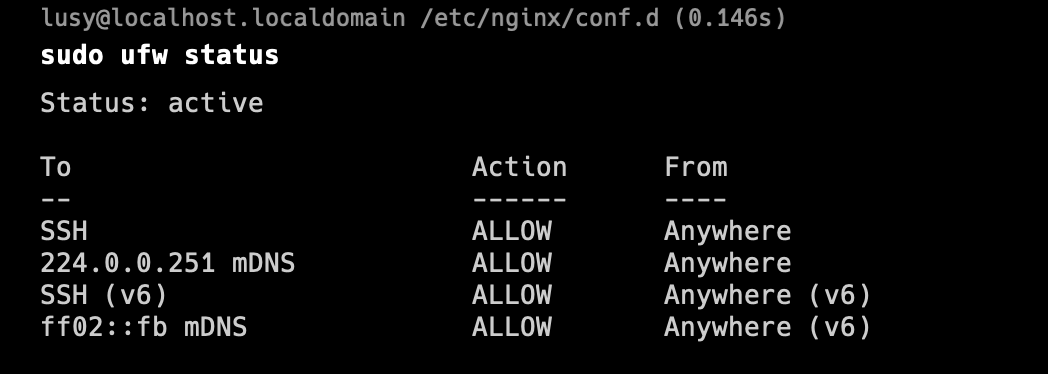 lusy@localhost.localdomain /etc/nginx/conf.d (0.146s)
sudo ufw status
Status: active
To Action From
-- ------ ----
SSH ALLOW Anywhere
224.0.0.251 mDNS ALLOW Anywhere
SSH (v6) ALLOW Anywhere (v6)
ff02::fb mDNS ALLOW Anywhere (v6)